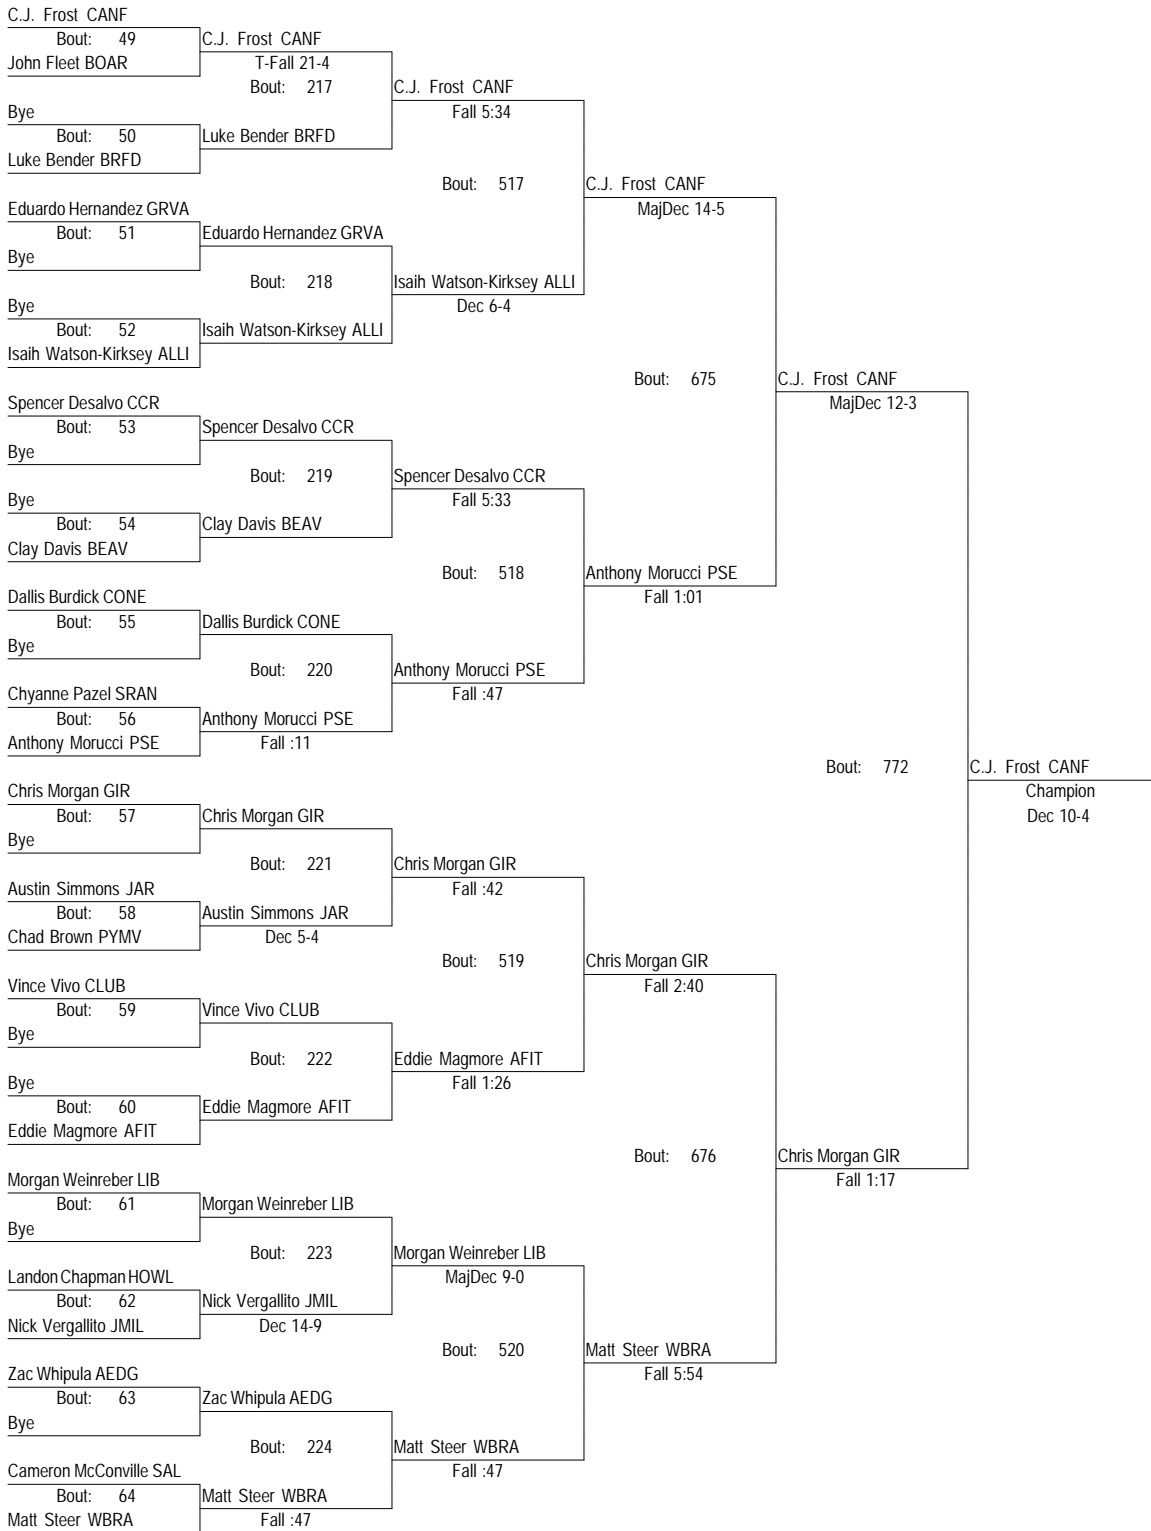 C.J. Frost CANF
Bout: 49
C.J. Frost CANF
John Fleet BOAR
T-Fall 21-4
Bout: 217
C.J. Frost CANF
Bye
Fall 5:34
Bout: 50
Luke Bender BRFD
Luke Bender BRFD
Bout: 517
C.J. Frost CANF
Eduardo Hernandez GRVA
MajDec 14-5
Bout: 51
Eduardo Hernandez GRVA
Bye
Bout: 218
Isaih Watson-Kirksey ALLI
Bye
Dec 6-4
Bout: 52
Isaih Watson-Kirksey ALLI
Isaih Watson-Kirksey ALLI
Bout: 675
C.J. Frost CANF
Spencer Desalvo CCR
MajDec 12-3
Bout: 53
Spencer Desalvo CCR
Bye
Bout: 219
Spencer Desalvo CCR
Bye
Fall 5:33
Bout: 54
Clay Davis BEAV
Clay Davis BEAV
Bout: 518
Anthony Morucci PSE
Dallis Burdick CONE
Fall 1:01
Bout: 55
Dallis Burdick CONE
Bye
Bout: 220
Anthony Morucci PSE
Chyanne Pazel SRAN
Fall :47
Bout: 56
Anthony Morucci PSE
Anthony Morucci PSE
Fall :11
Bout: 772
C.J. Frost CANF
Chris Morgan GIR
Champion
Bout: 57
Chris Morgan GIR
Dec 10-4
Bye
Bout: 221
Chris Morgan GIR
Austin Simmons JAR
Fall :42
Bout: 58
Austin Simmons JAR
Chad Brown PYMV
Dec 5-4
Bout: 519
Chris Morgan GIR
Vince Vivo CLUB
Fall 2:40
Bout: 59
Vince Vivo CLUB
Bye
Bout: 222
Eddie Magmore AFIT
Bye
Fall 1:26
Bout: 60
Eddie Magmore AFIT
Eddie Magmore AFIT
Bout: 676
Chris Morgan GIR
Morgan Weinreber LIB
Fall 1:17
Bout: 61
Morgan Weinreber LIB
Bye
Bout: 223
Morgan Weinreber LIB
Landon Chapman HOWL
MajDec 9-0
Bout: 62
Nick Vergallito JMIL
Nick Vergallito JMIL
Dec 14-9
Bout: 520
Matt Steer WBRA
Zac Whipula AEDG
Fall 5:54
Bout: 63
Zac Whipula AEDG
Bye
Bout: 224
Matt Steer WBRA
Cameron McConville SAL
Fall :47
Bout: 64
Matt Steer WBRA
Matt Steer WBRA
Fall :47